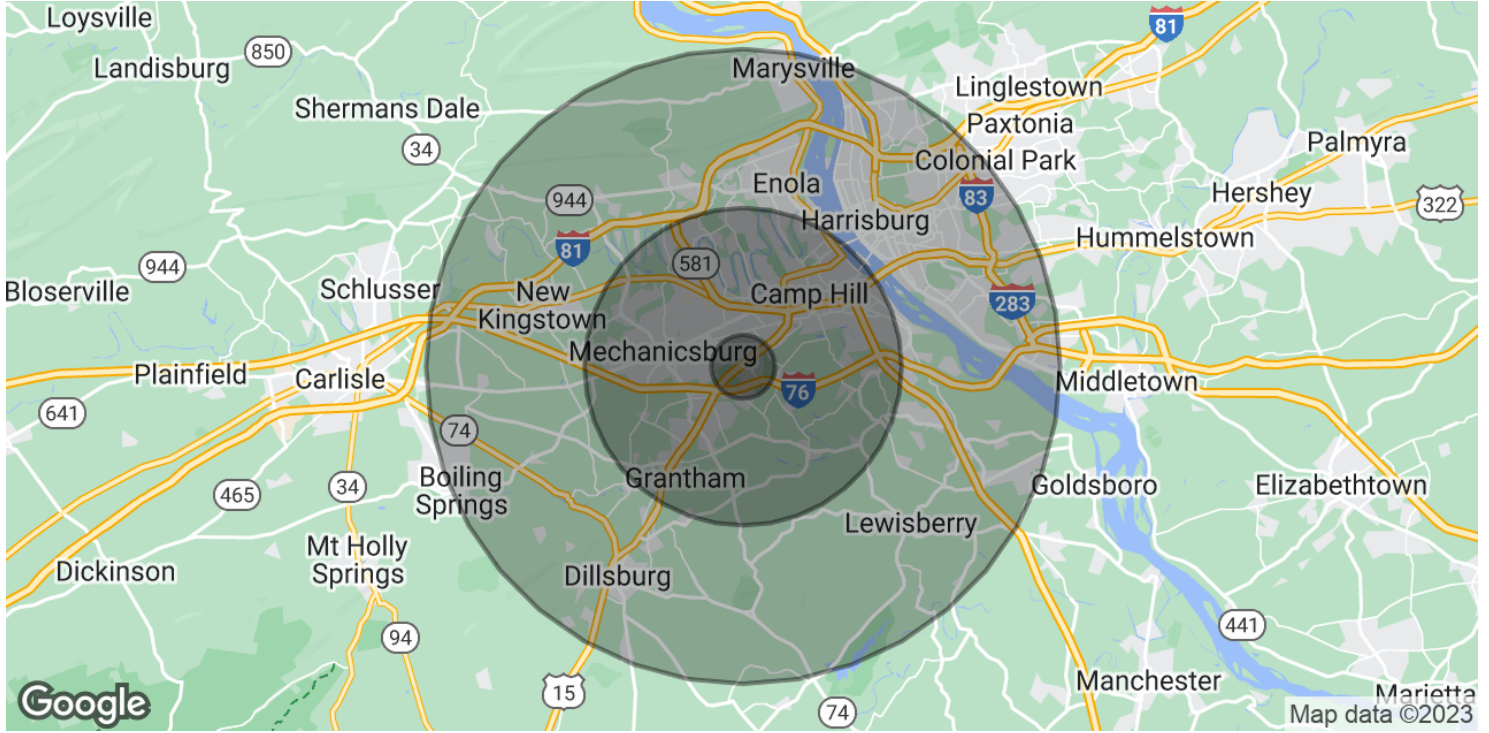 Loysville
81
850
Landisburg
Marysville
Linglestown
Shermans Dale
Paxtonia
34
Palmyra
Colonial Park
Enola
944
83
Hershey
322
Harrisburg
Hummelstown
81
581
944
Bloserville
Schlusser
New
Kingstown
Camp Hill
283
Mechanicsburg
Plainfield
Carlisle
76
Middletown
641
74
Boiling
Springs
Grantham
Goldsboro
Elizabethtown
465
34
Lewisberry
Mt Holly
Springs
Dickinson
Dillsburg
441
94
15
Manchester
Marietta
Google
74
Map data ©2023